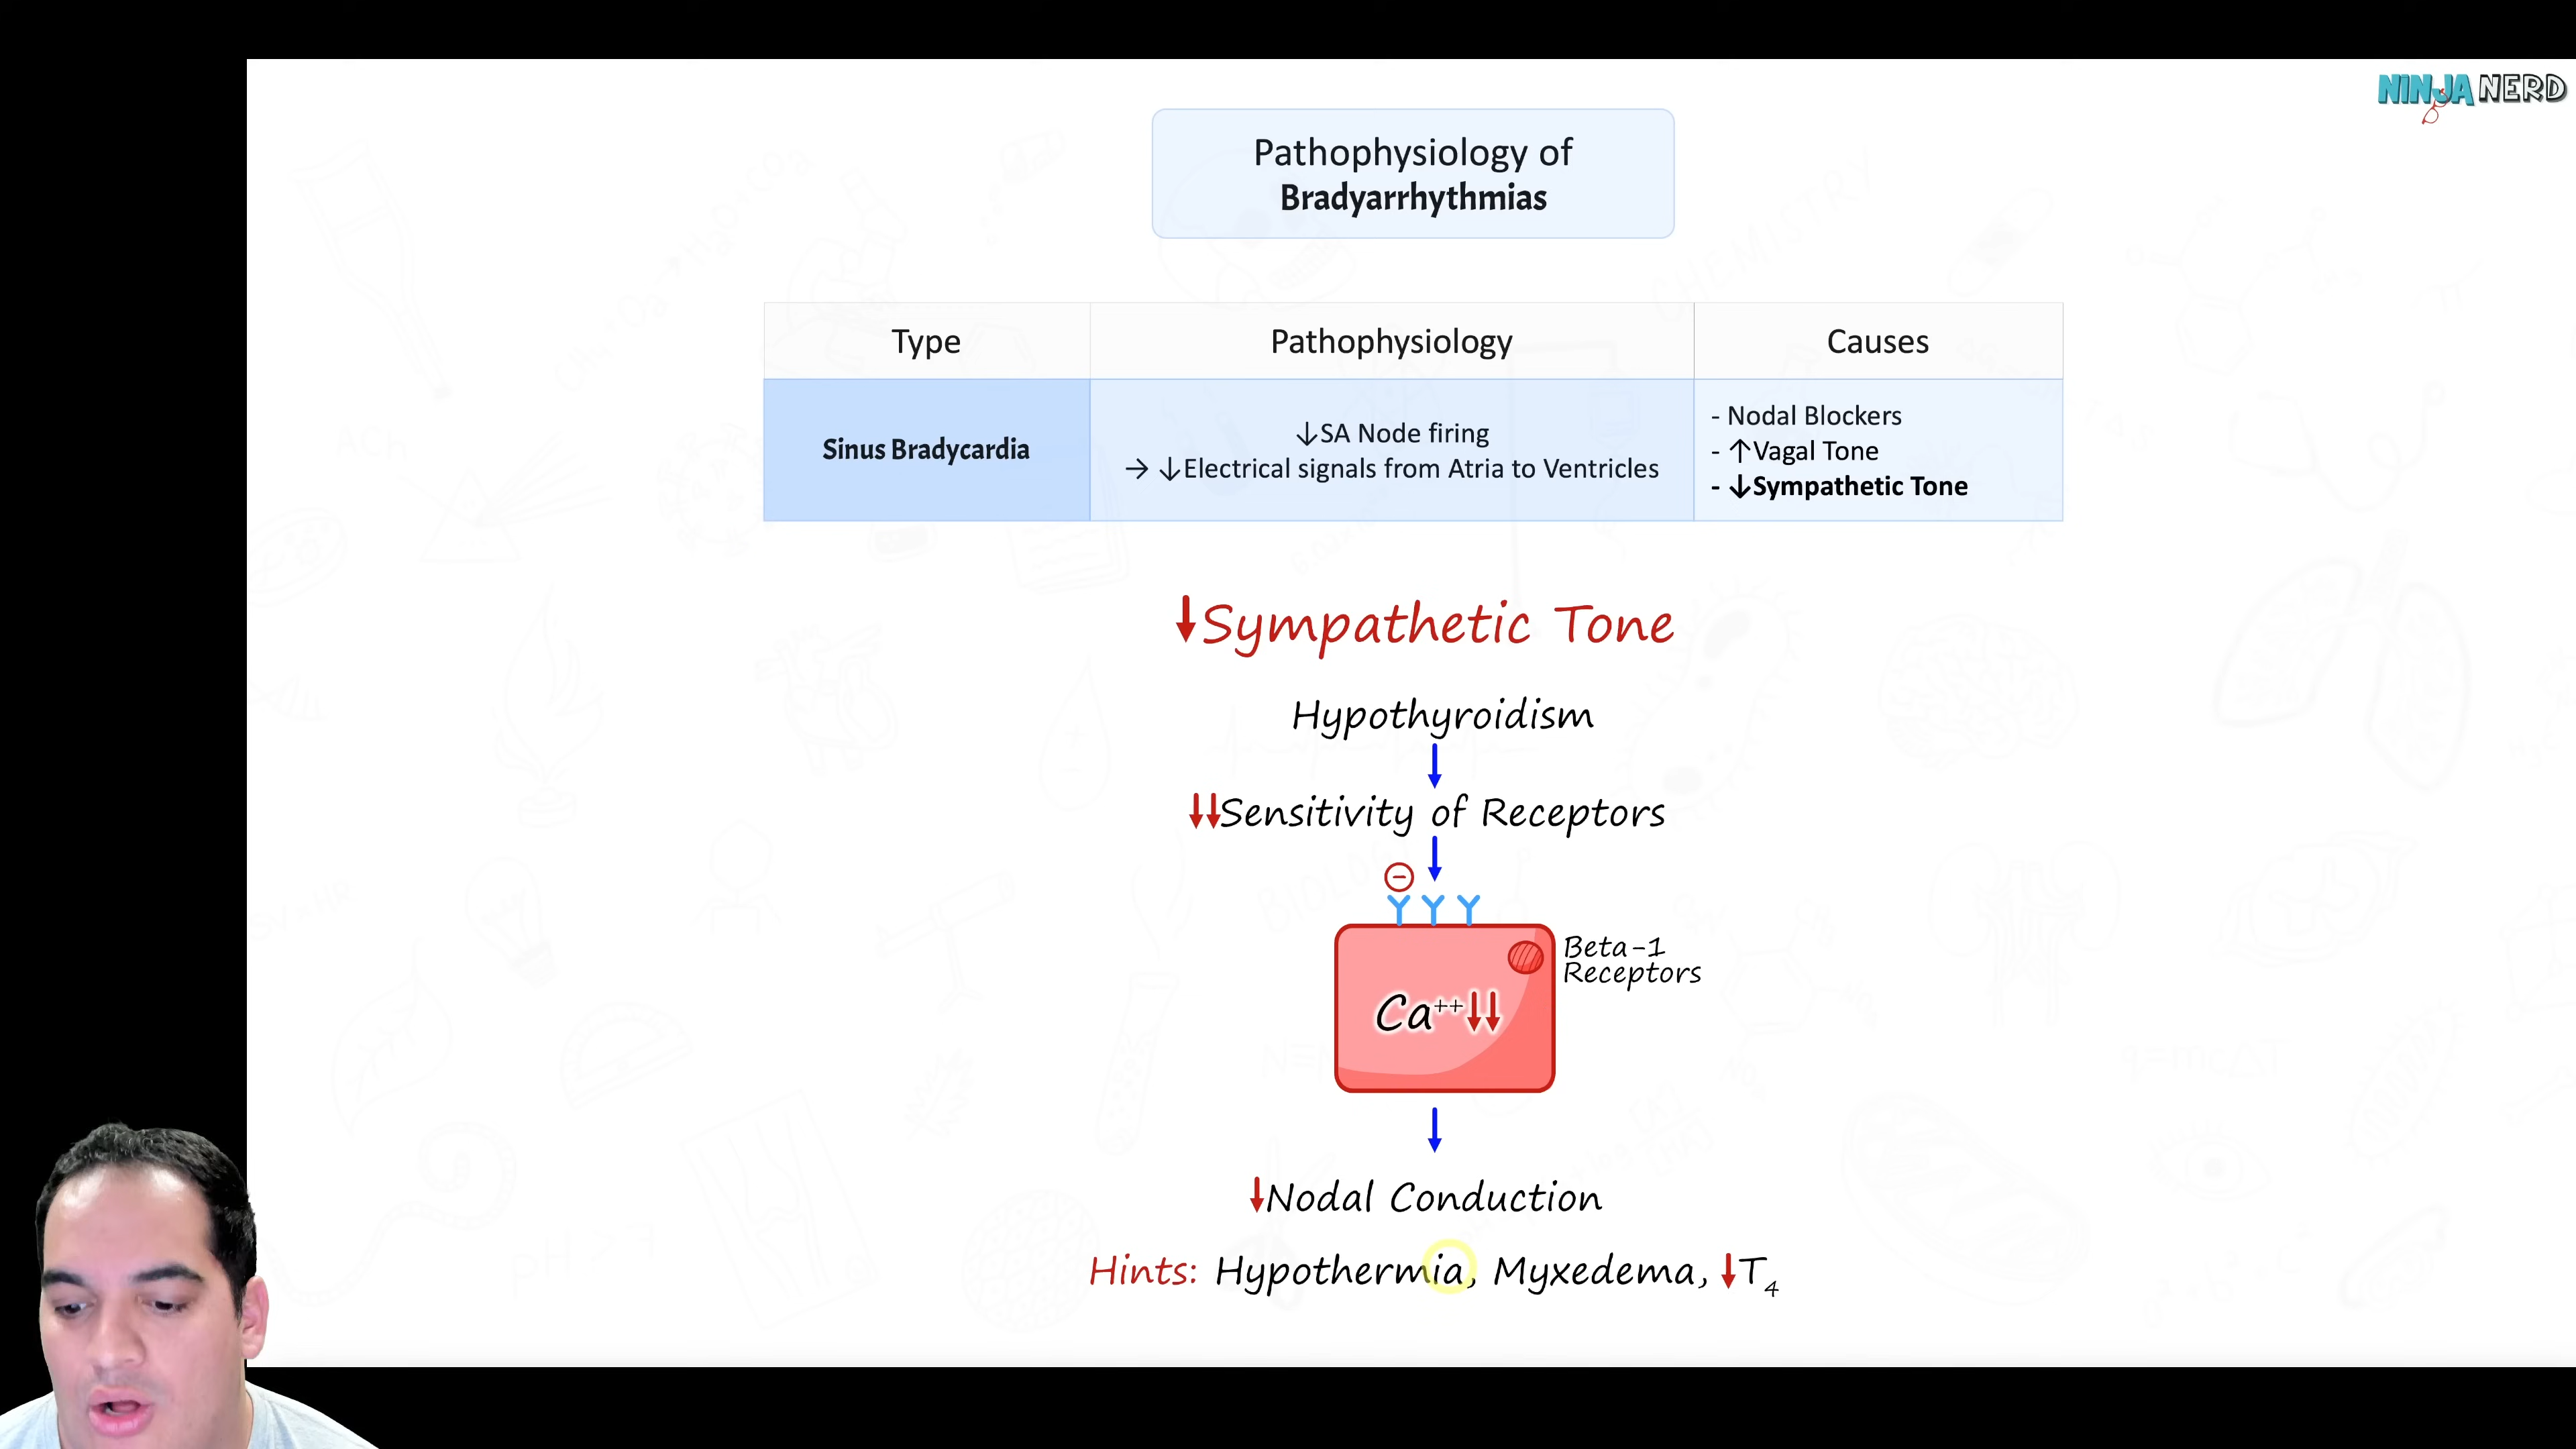 NINJA NERD
Pathophysiology of
Bradyarrhythmias
Type
Pathophysiology
Causes
Sinus Bradycardia
↓SA Node firing
→ ↓Electrical signals from Atria to Ventricles
- Nodal Blockers
- ↑Vagal Tone
- ↓Sympathetic Tone
↓Sympathetic Tone
Hypothyroidism
↓↓Sensitivity of Receptors
Beta-1
Receptors
Ca⁺⁺↓↓
↓Nodal Conduction
Hints: Hypothermia, Myxedema, ↓T₄